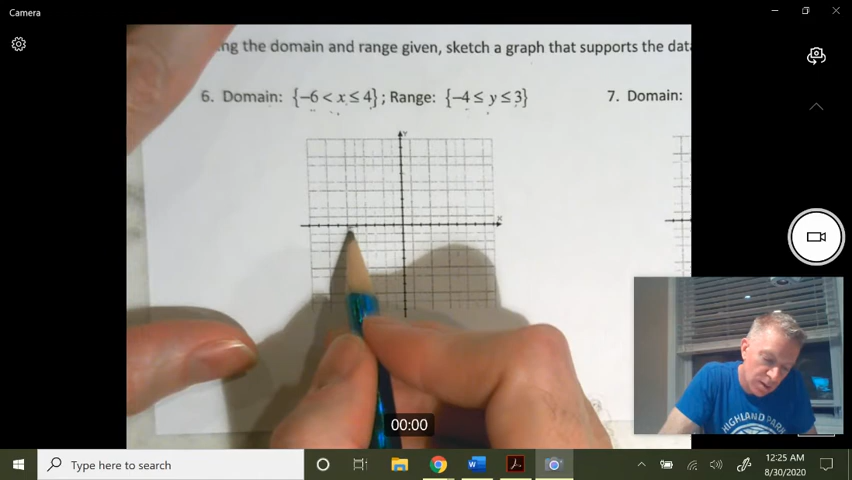 Camera
ng the domain and range given, sketch a graph that supports the data
6. Domain: {−6 < x ≤ 4}; Range: {−4 ≤ y ≤ 3}
7. Domain:
Y
X
HIGHLAND PARK
00:00
Type here to search
12:25 AM
8/30/2020